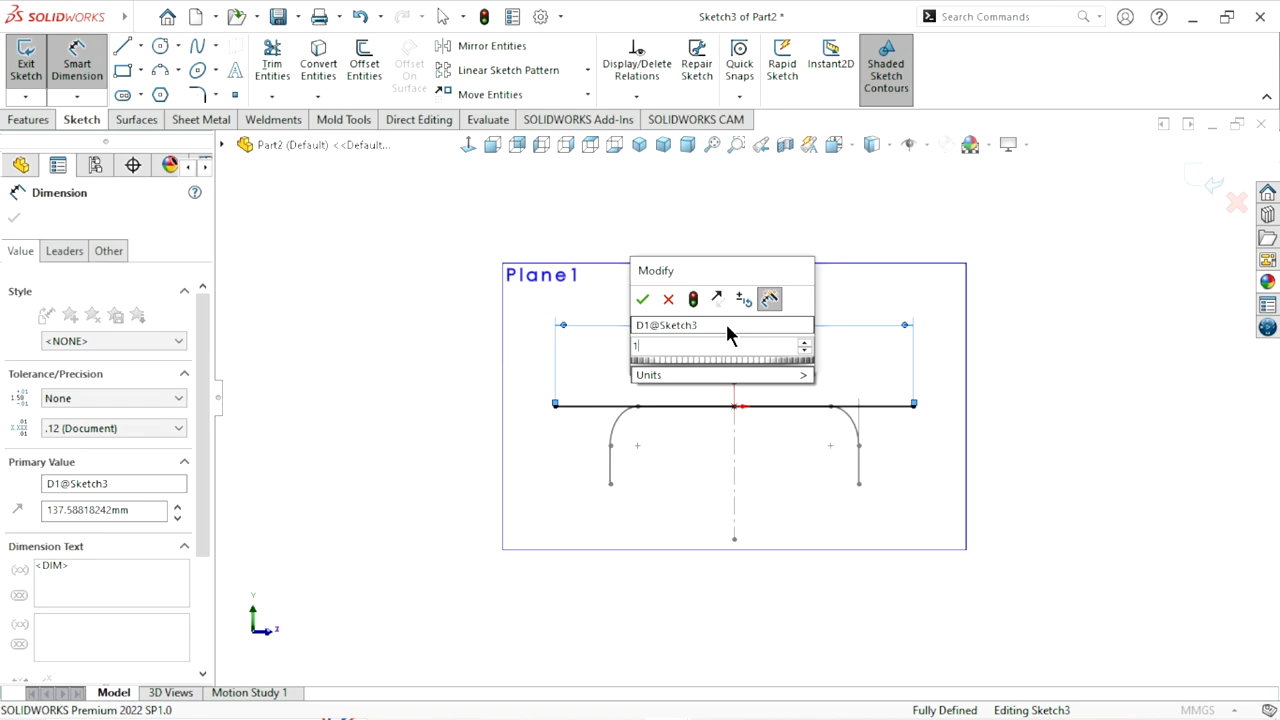 SOLIDWORKS
Sketch3 of Part2 *
Search Commands
Exit Sketch
Smart Dimension
Trim Entities
Convert Entities
Offset Entities
Offset On Surface
Mirror Entities
Linear Sketch Pattern
Move Entities
Display/Delete Relations
Repair Sketch
Quick Snaps
Rapid Sketch
Instant2D
Shaded Sketch Contours
Features
Sketch
Surfaces
Sheet Metal
Weldments
Mold Tools
Direct Editing
Evaluate
SOLIDWORKS Add-Ins
SOLIDWORKS CAM
Part2 (Default) <<Default...
Dimension
Value
Leaders
Other
Style
<NONE>
Tolerance/Precision
None
.12 (Document)
Primary Value
D1@Sketch3
137.58818242mm
Dimension Text
<DIM>
Plane1
Modify
D1@Sketch3
1
Units
Y
X
Model
3D Views
Motion Study 1
SOLIDWORKS Premium 2022 SP1.0
Fully Defined
Editing Sketch3
MMGS